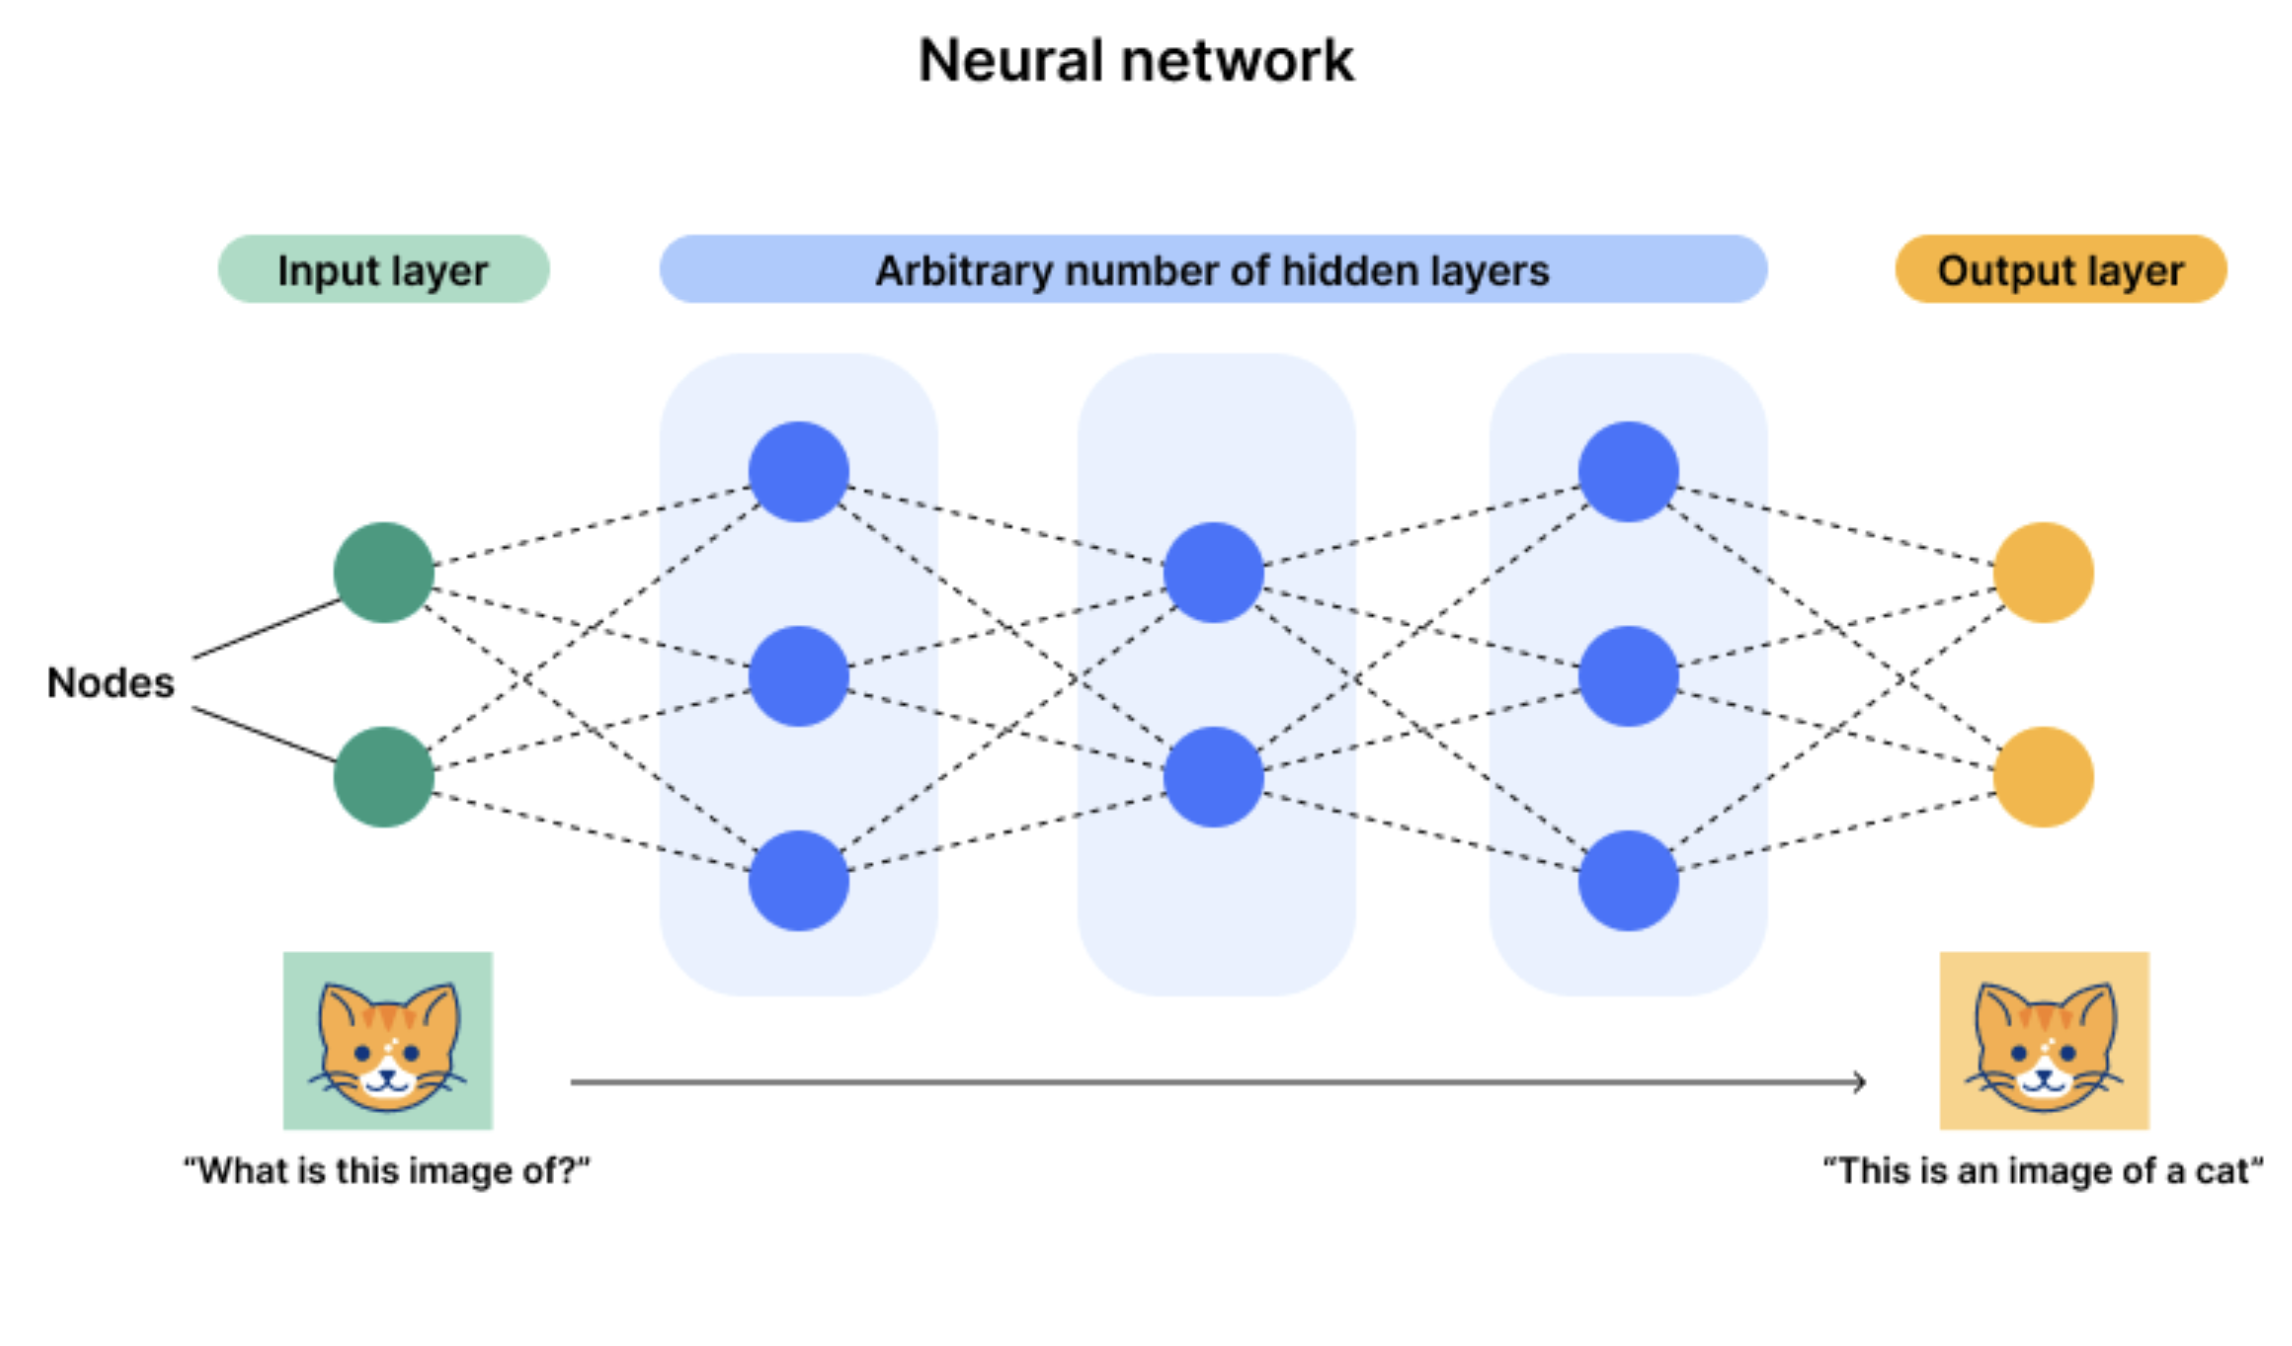 Neural network
Input layer
Arbitrary number of hidden layers
Output layer
Nodes
“What is this image of?”
“This is an image of a cat”